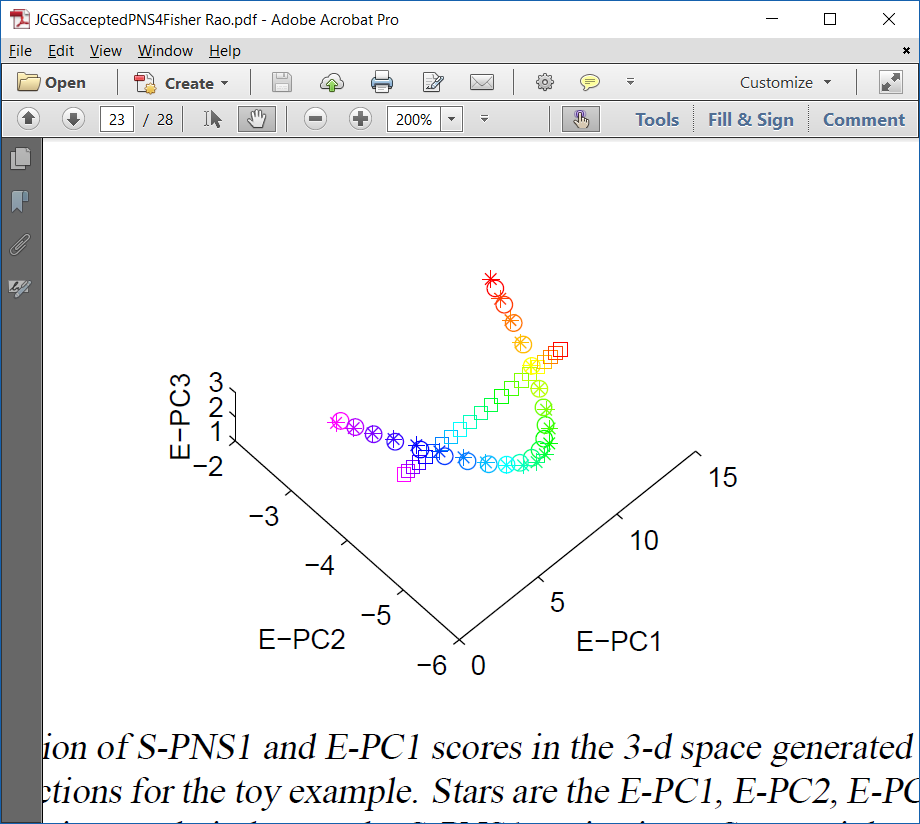 JCGSacceptedPNS4Fisher Rao.pdf - Adobe Acrobat Pro
File Edit View Window Help
Open Create Customize
23 / 28 200% Tools Fill & Sign Comment
E−PC3
3
2
1
−2
−3
−4
−5
−6
E−PC2
0
5
10
15
E−PC1
ion of S-PNS1 and E-PC1 scores in the 3-d space generated
ctions for the toy example. Stars are the E-PC1, E-PC2, E-PC